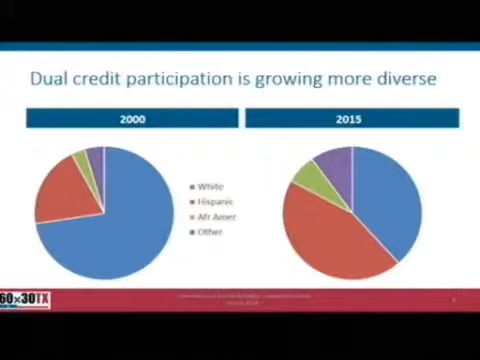 Dual credit participation is growing more diverse
2000
2015
White
Hispanic
Afr Amer
Other
60x30TX